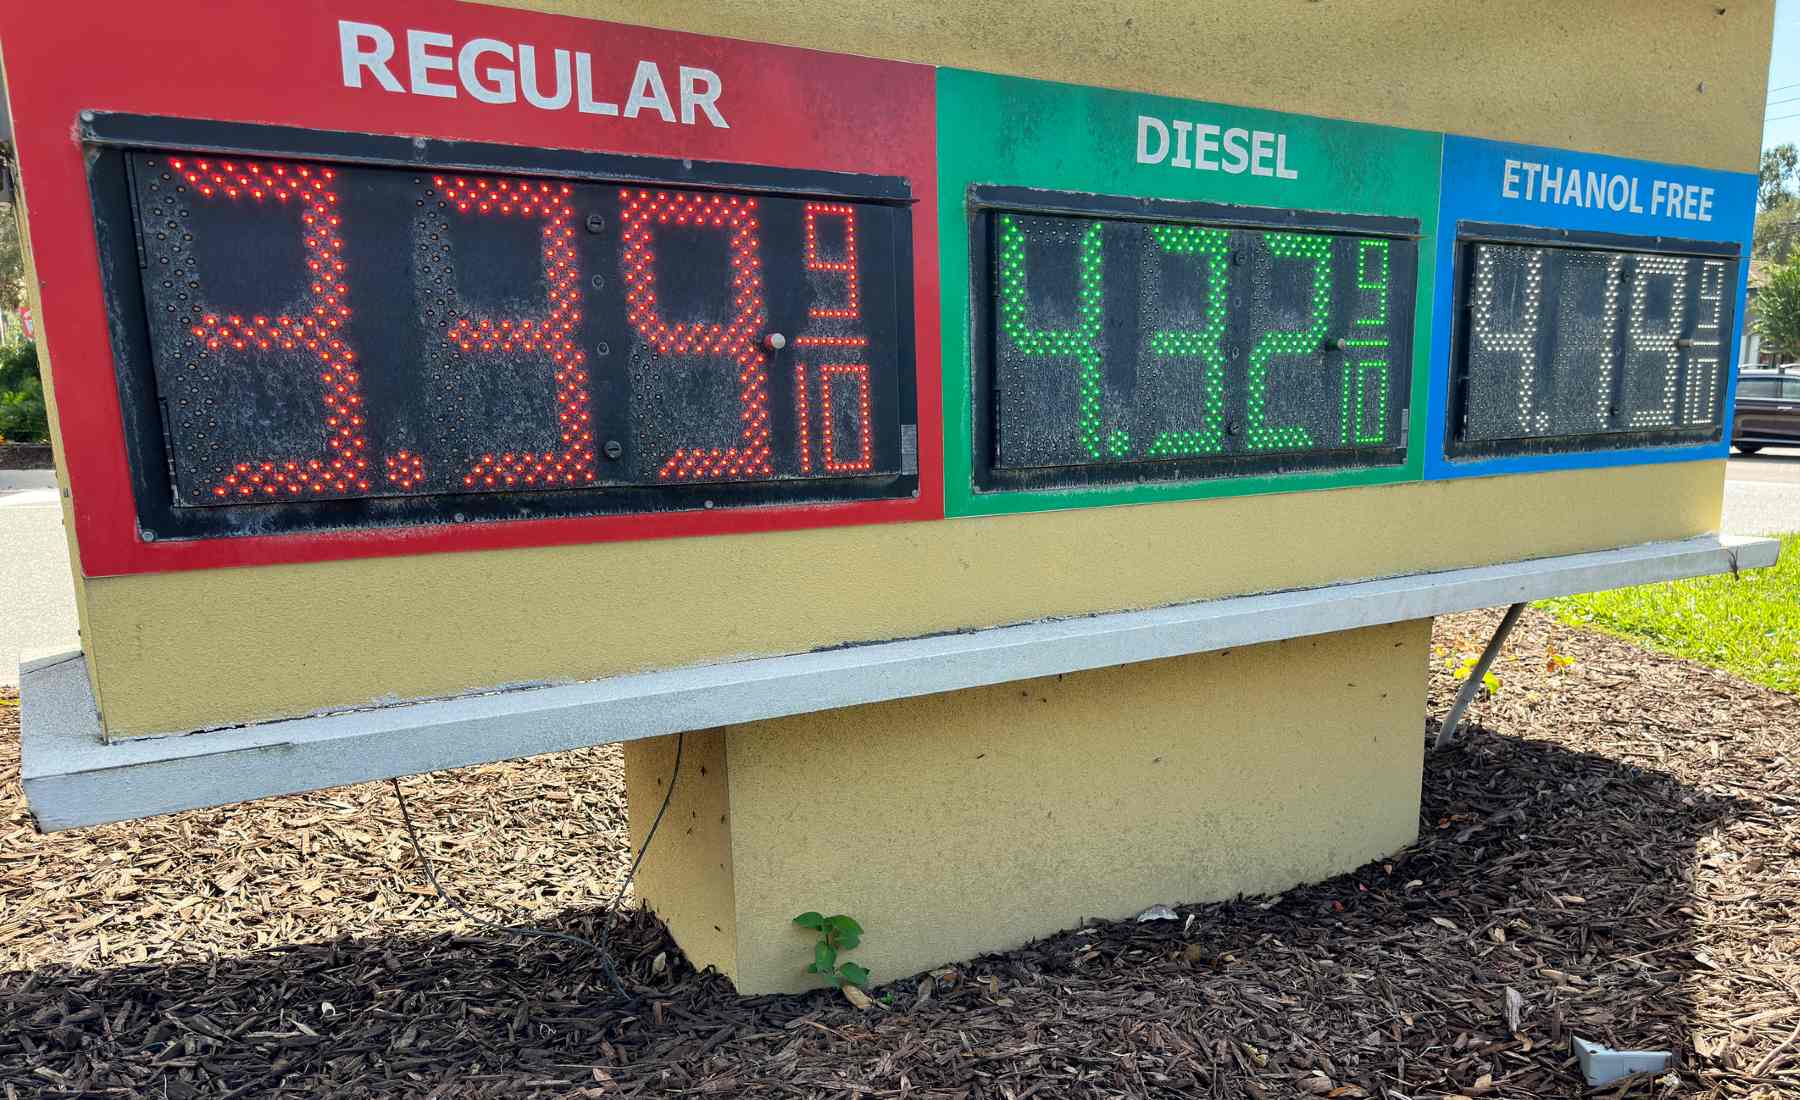 REGULAR
3.39 9/10
DIESEL
4.32 9/10
ETHANOL FREE
4.19 9/10